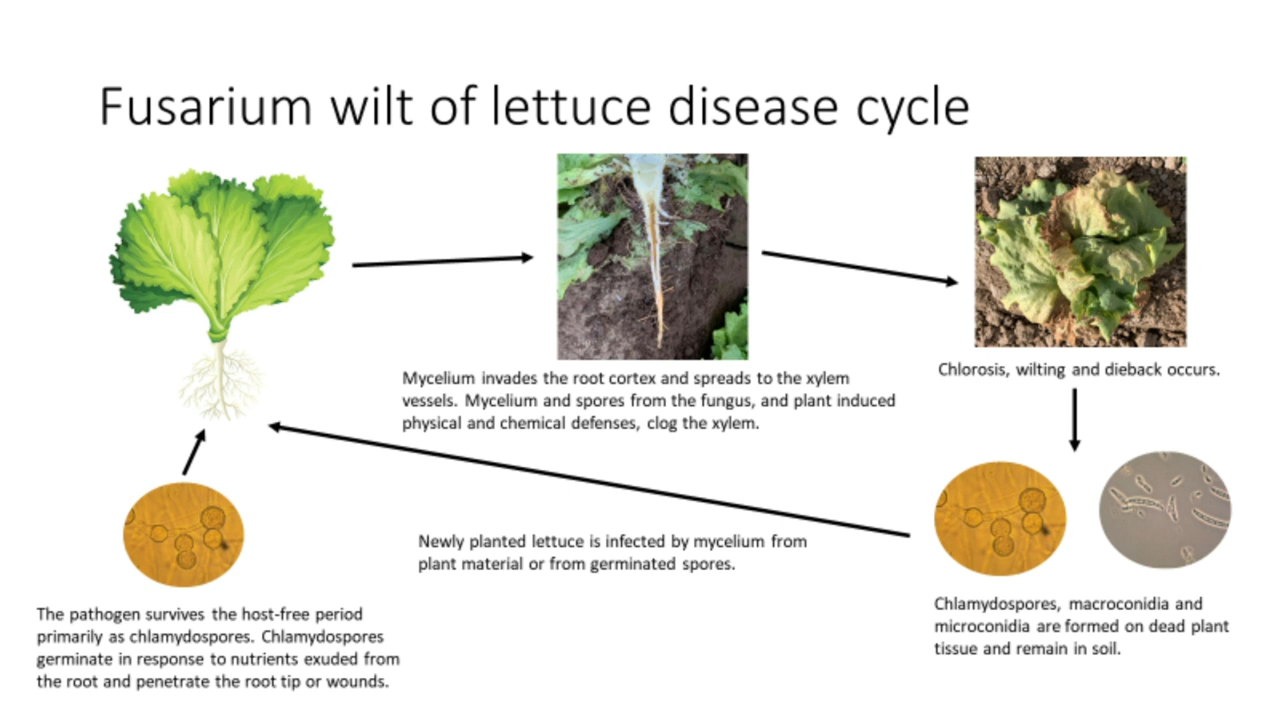 Fusarium wilt of lettuce disease cycle
Mycelium invades the root cortex and spreads to the xylem
vessels. Mycelium and spores from the fungus, and plant induced
physical and chemical defenses, clog the xylem.
Chlorosis, wilting and dieback occurs.
Newly planted lettuce is infected by mycelium from
plant material or from germinated spores.
The pathogen survives the host-free period
primarily as chlamydospores. Chlamydospores
germinate in response to nutrients exuded from
the root and penetrate the root tip or wounds.
Chlamydospores, macroconidia and
microconidia are formed on dead plant
tissue and remain in soil.